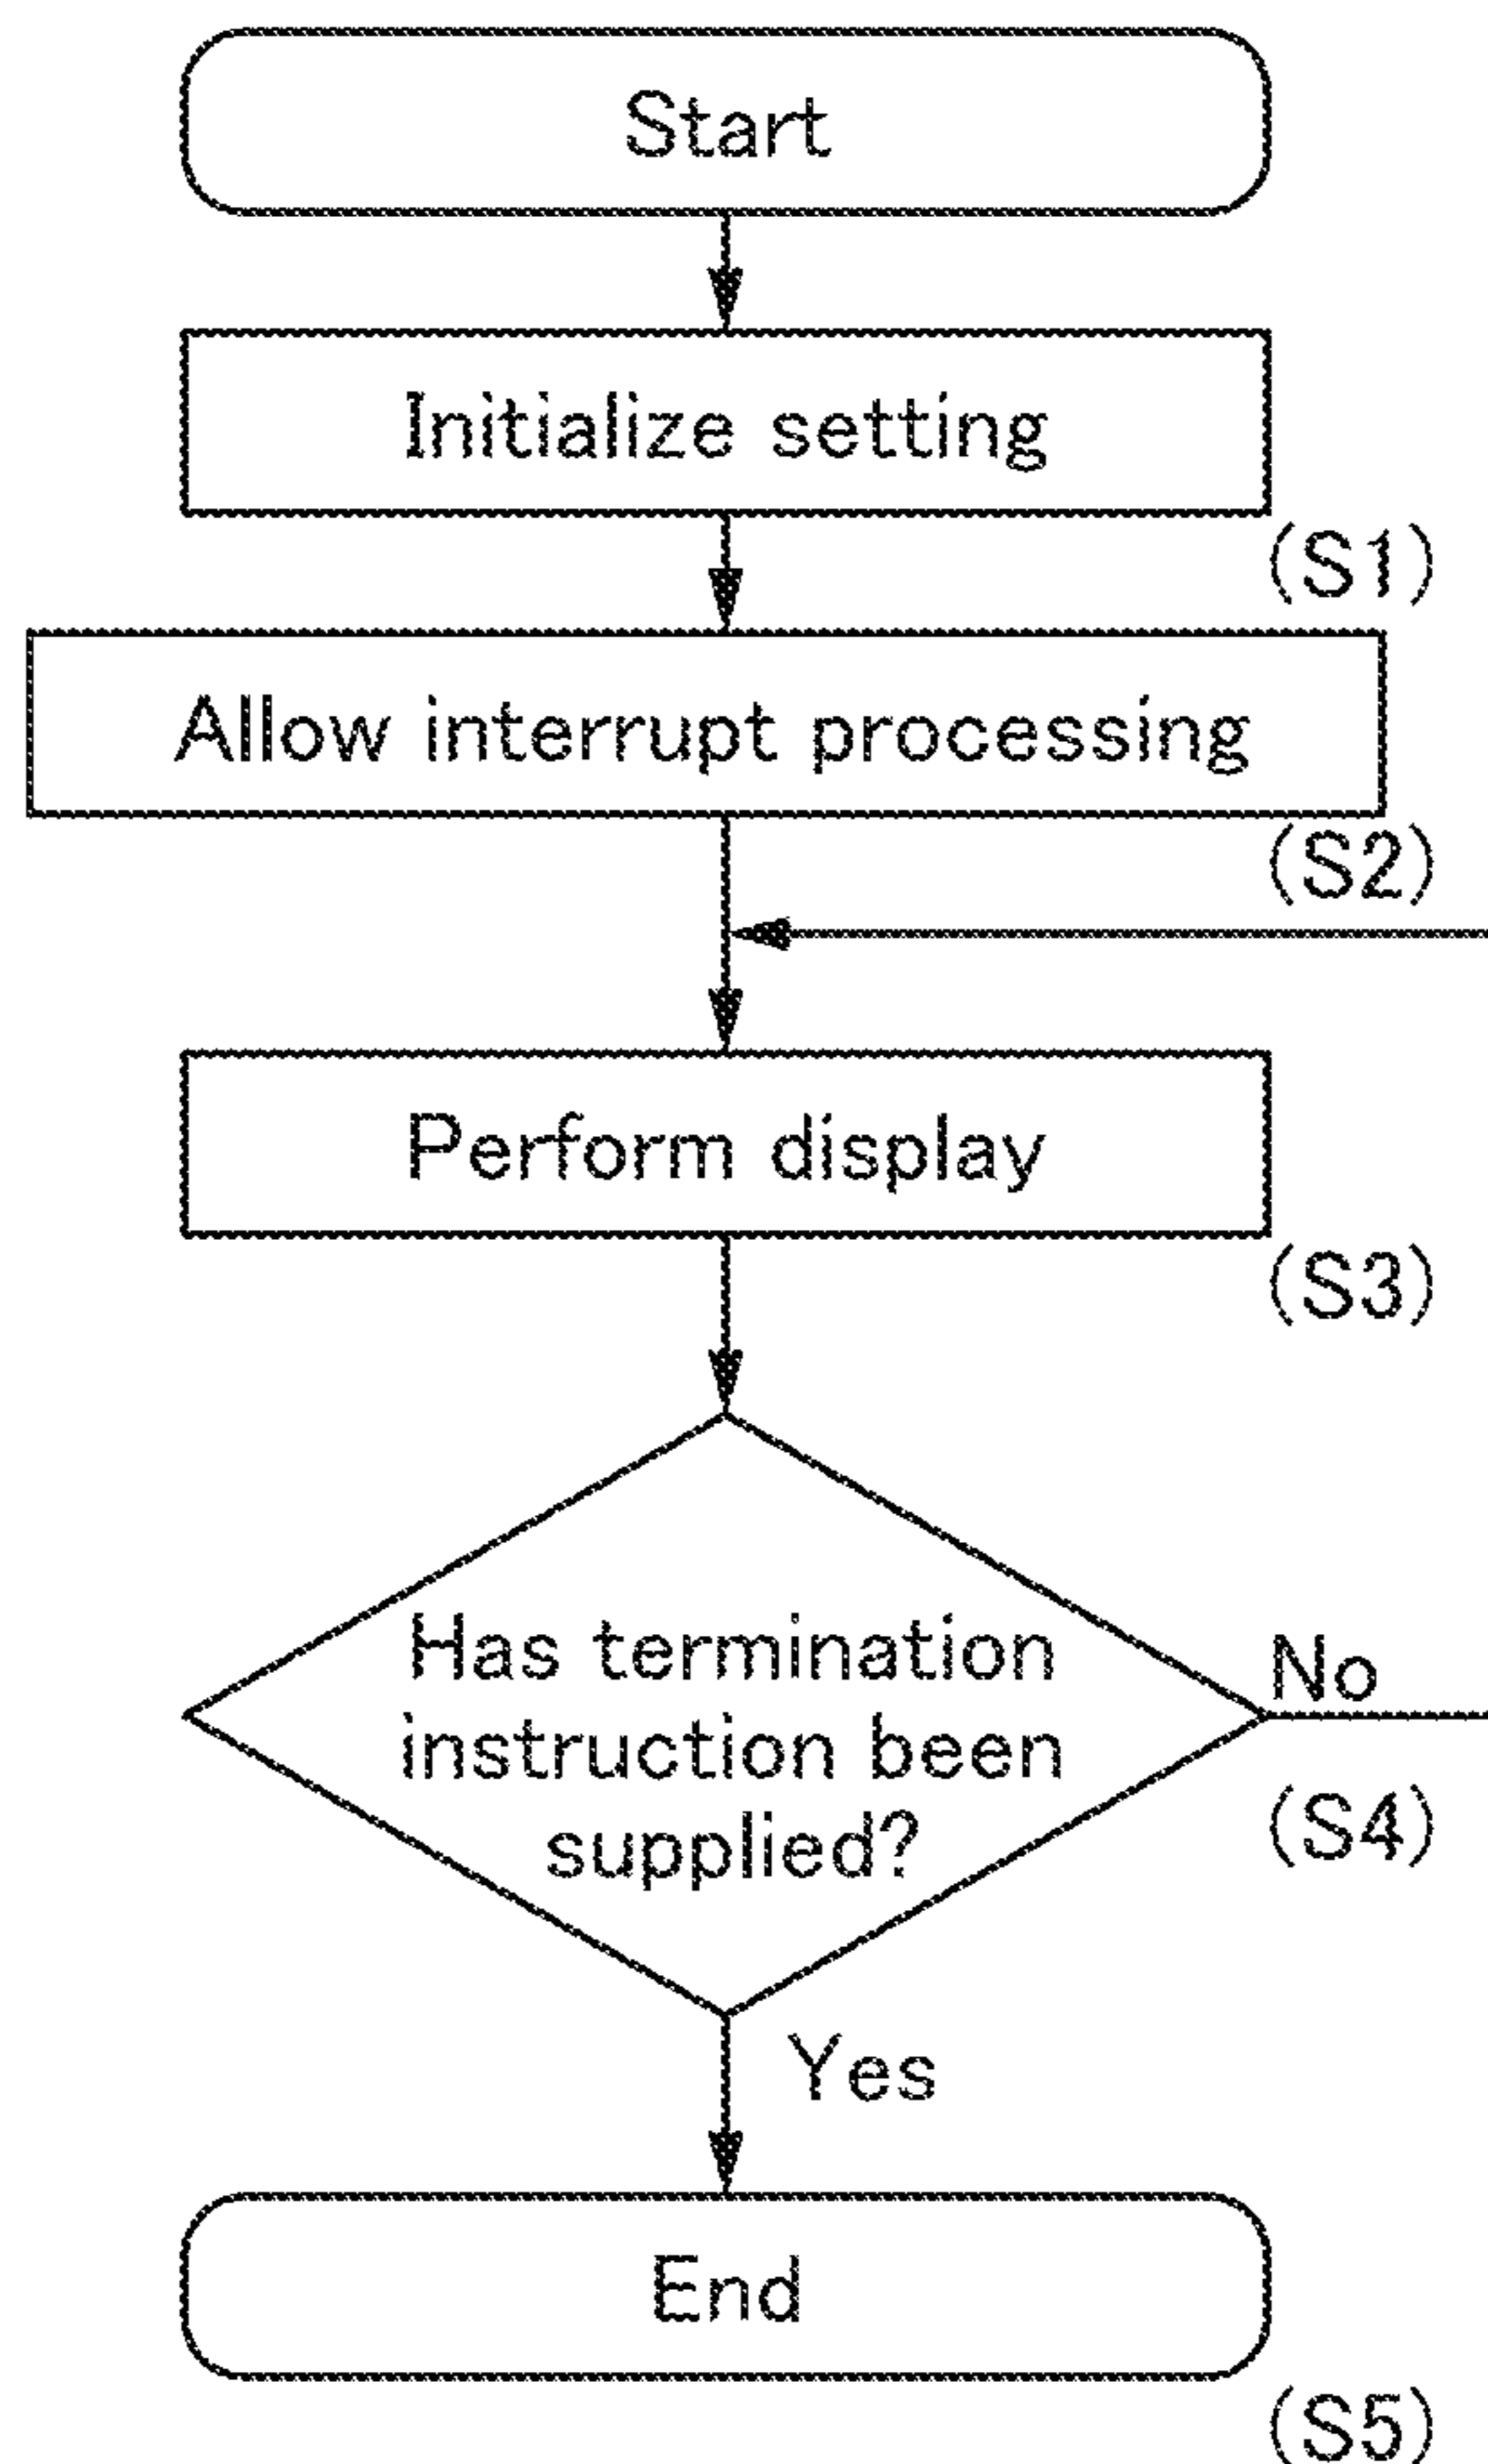 Start
Initialize setting
(S1)
Allow interrupt processing
(S2)
Perform display
(S3)
Has termination
instruction been
supplied?
No
(S4)
Yes
End
(S5)